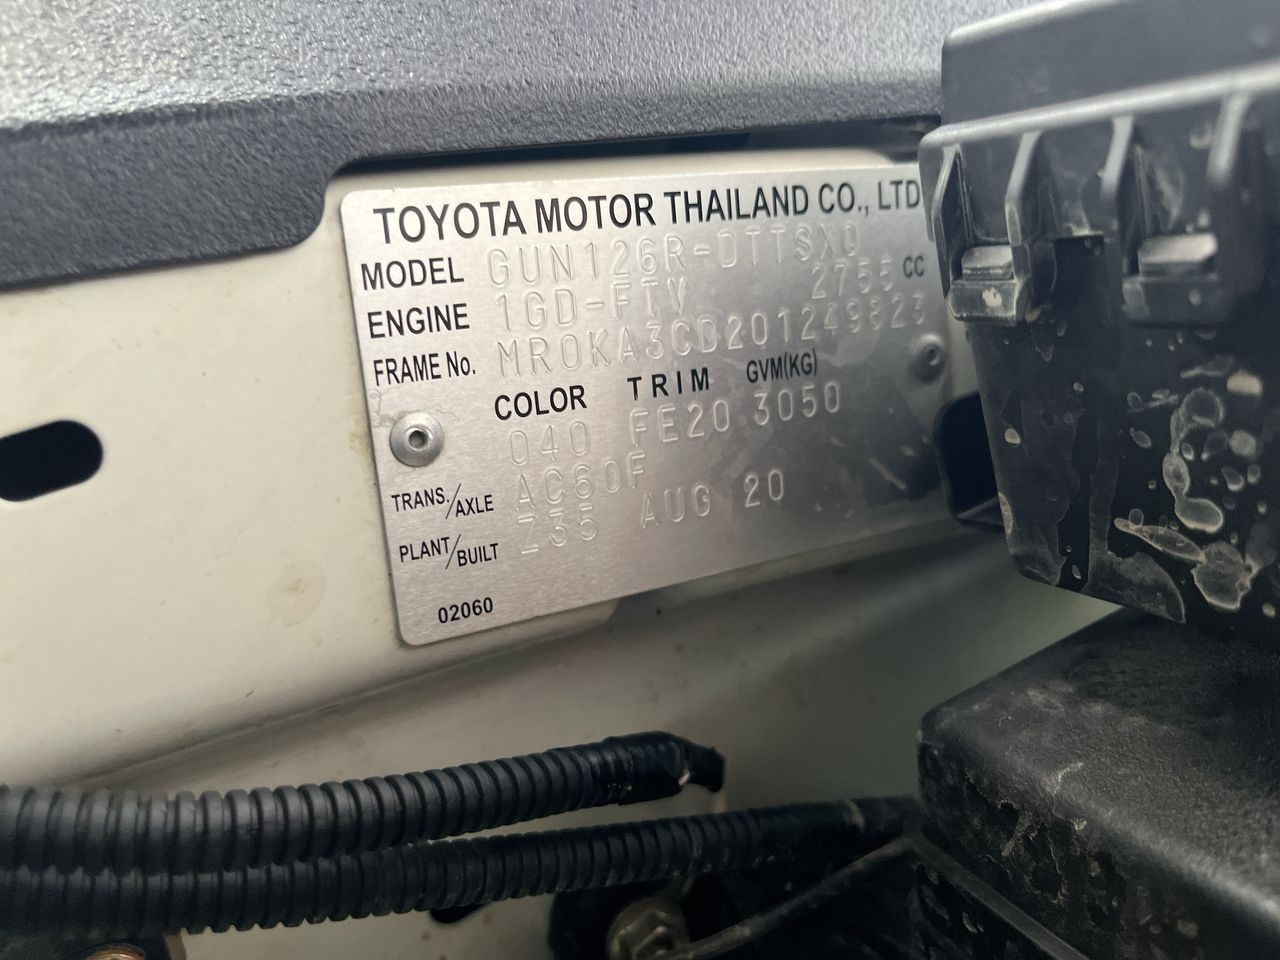 TOYOTA MOTOR THAILAND CO., LTD
MODEL GUN126R-DTTSXQ
ENGINE 1GD-FTV 2755 CC
FRAME No. MR0KA3CD201249823
COLOR TRIM GVM(KG)
040 FE20 3050
TRANS./AXLE AC60F
PLANT/BUILT Z35 AUG 20
02060